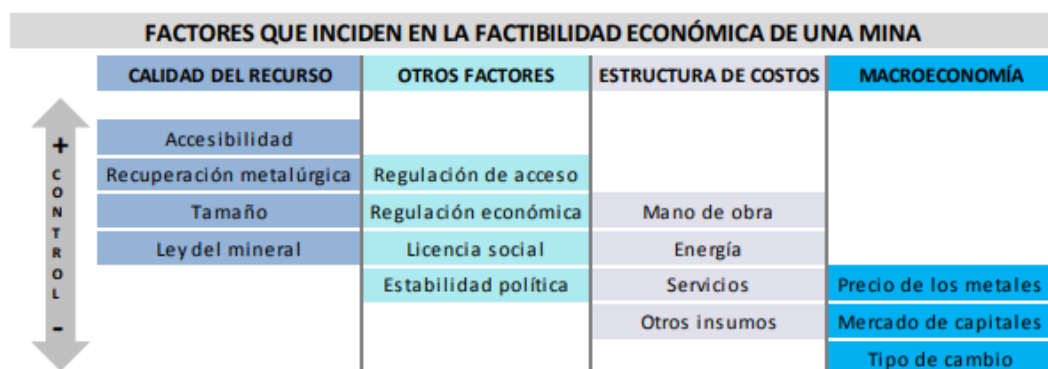 FACTORES QUE INCIDEN EN LA FACTIBILIDAD ECONÓMICA DE UNA MINA
CALIDAD DEL RECURSO OTROS FACTORES ESTRUCTURA DE COSTOS MACROECONOMÍA
+
CONTROL
-
Accesibilidad
Recuperación metalúrgica Regulación de acceso
Tamaño Regulación económica Mano de obra
Ley del mineral Licencia social Energía
Estabilidad política Servicios Precio de los metales
Otros insumos Mercado de capitales
Tipo de cambio